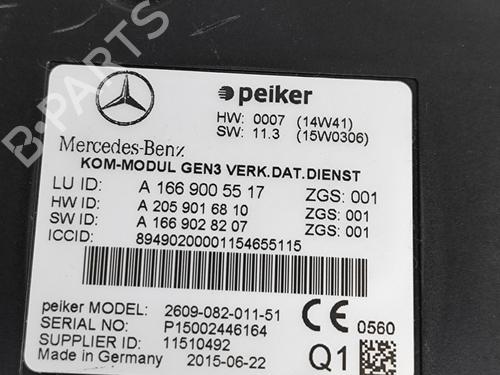 B-PARTS
peiker
HW: 0007 (14W41)
SW: 11.3 (15W0306)
Mercedes-Benz
KOM-MODUL GEN3 VERK.DAT.DIENST
LU ID: A 166 900 55 17 ZGS: 001
HW ID: A 205 901 68 10 ZGS: 001
SW ID: A 166 902 82 07 ZGS: 001
ICCID: 89490200001154655115
peiker MODEL: 2609-082-011-51
SERIAL NO: P15002446164
SUPPLIER ID: 11510492
Made in Germany 2015-06-22
CE 0560
Q1